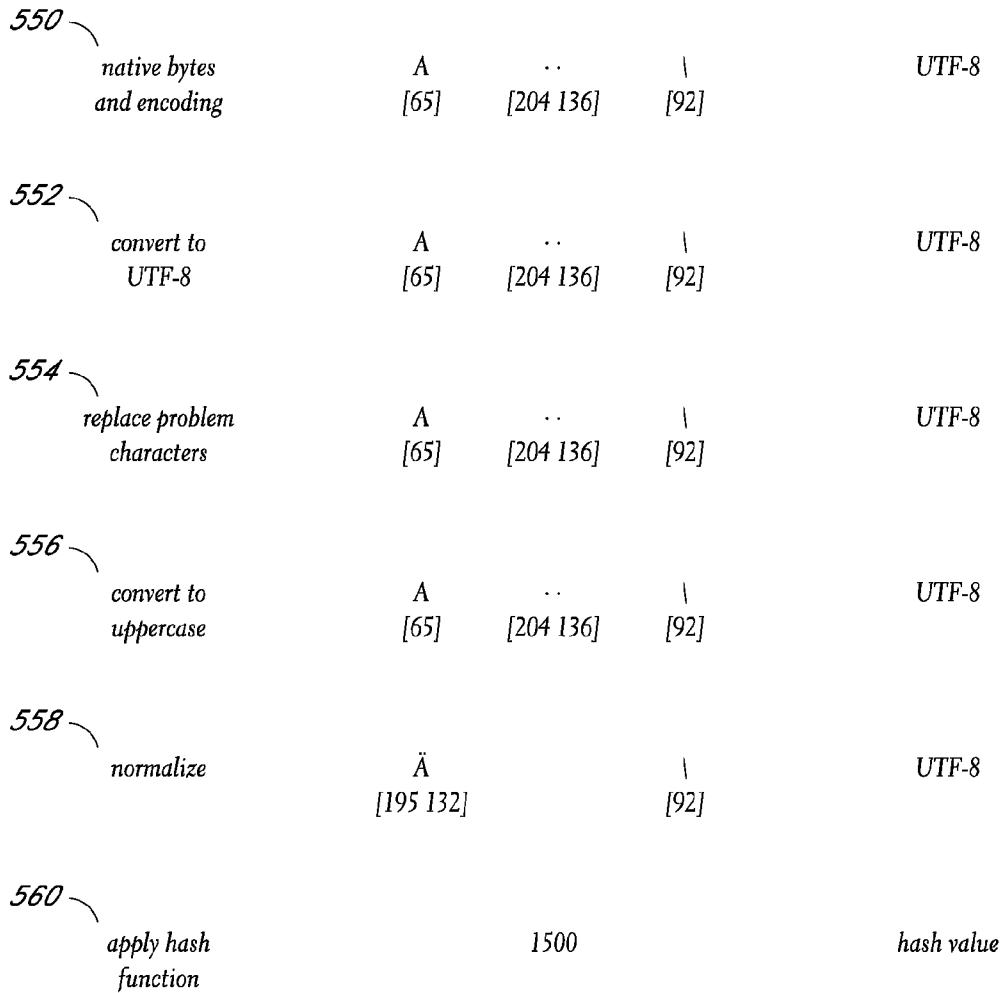 550
native bytes A ¨ \ UTF-8
and encoding [65] [204 136] [92]
552
convert to A ¨ \ UTF-8
UTF-8 [65] [204 136] [92]
554
replace problem A ¨ \ UTF-8
characters [65] [204 136] [92]
556
convert to A ¨ \ UTF-8
uppercase [65] [204 136] [92]
558
normalize Ä \ UTF-8
[195 132] [92]
560
apply hash 1500 hash value
function